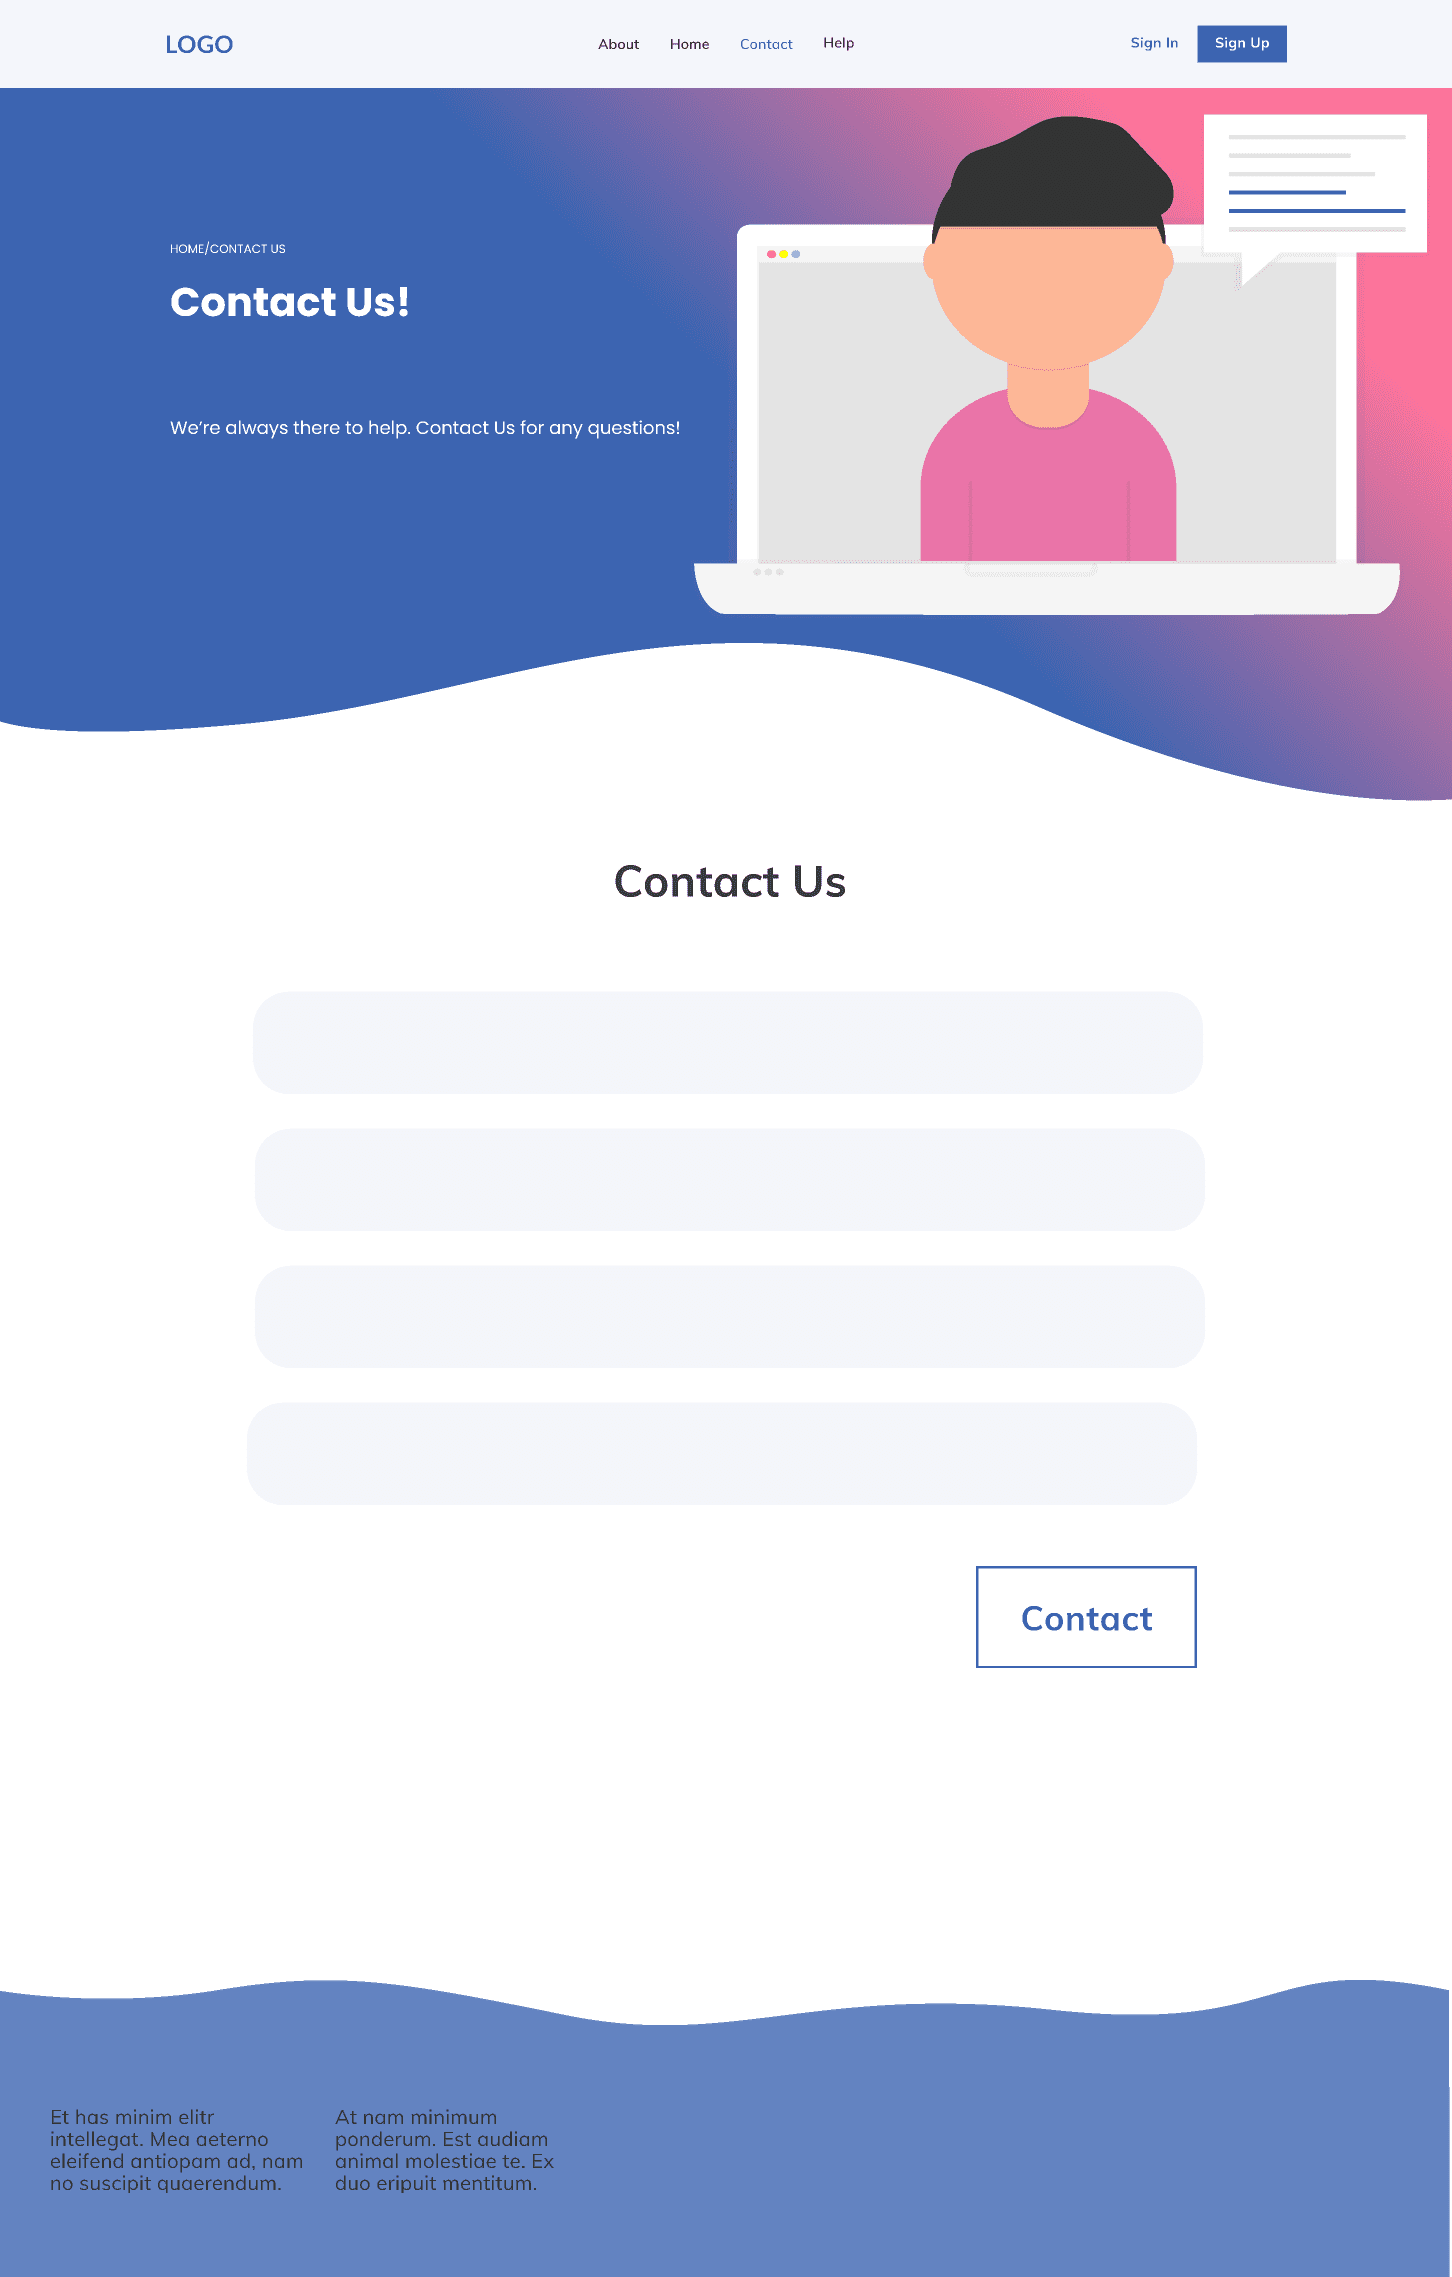 LOGO
About
Home
Contact
Help
Sign In
Sign Up
HOME/CONTACT US
Contact Us!
We're always there to help. Contact Us for any questions!
Contact Us
Contact
Et has minim elitr
intellegat. Mea aeterno
eleifend antiopam ad, nam
no suscipit quaerendum.
At nam minimum
ponderum. Est audiam
animal molestiae te. Ex
duo eripuit mentitum.